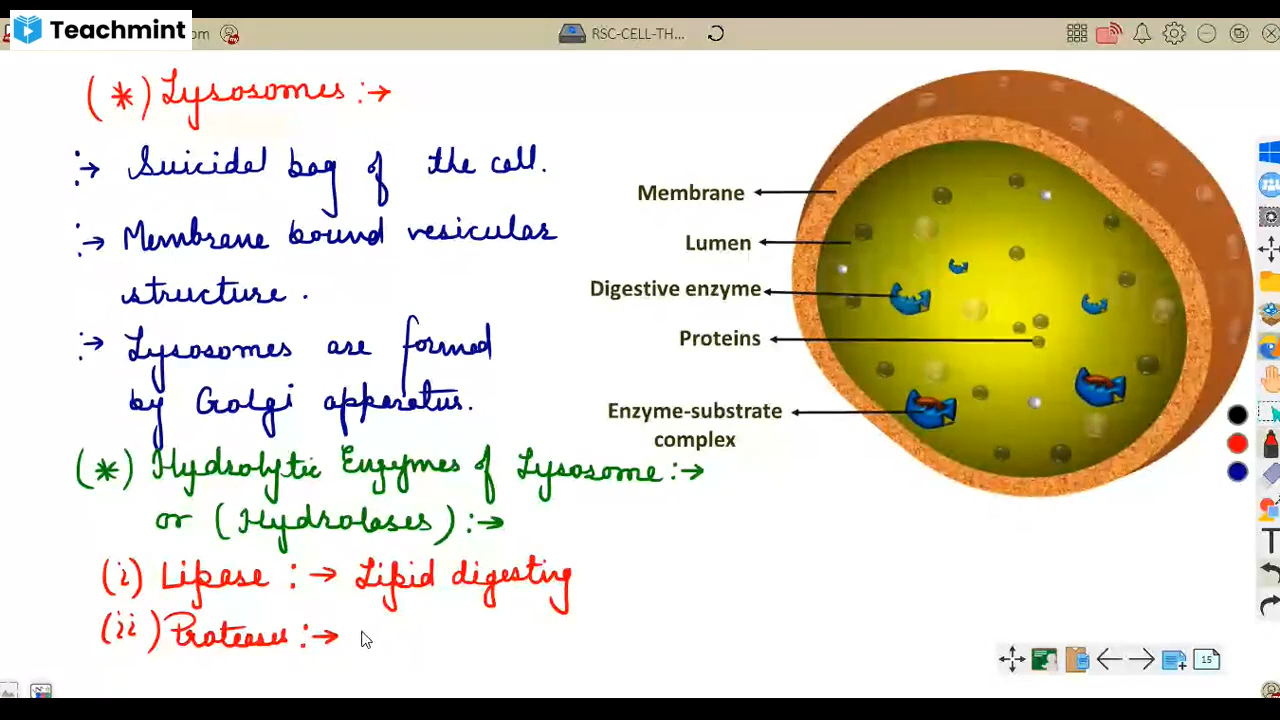 Teachmint
om
RSC-CELL-TH...
(*) Lysosomes :→
:→ Suicidal bag of the cell.
:→ Membrane bound vesicular
structure.
:→ Lysosomes are formed
by Golgi apparatus.
(*) Hydrolytic Enzymes of Lysosome :→
or (Hydrolases) :→
(i) Lipase :→ Lipid digesting
(ii) Proteases :→
Membrane
Lumen
Digestive enzyme
Proteins
Enzyme-substrate
complex
T
15